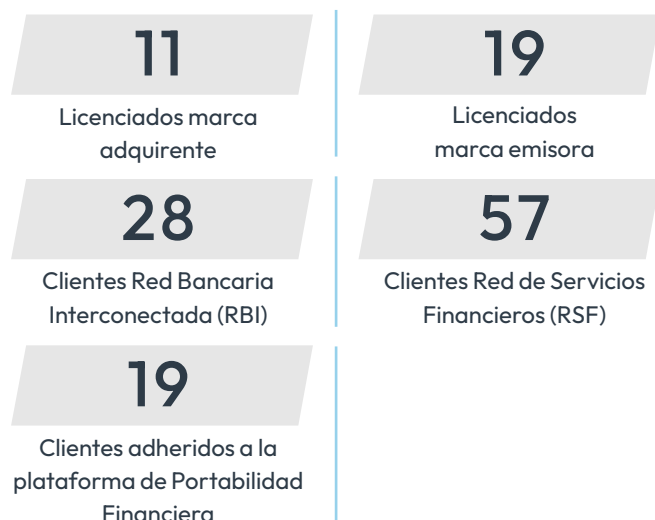 11
Licenciados marca
adquirente
19
Licenciados
marca emisora
28
Clientes Red Bancaria
Interconectada (RBI)
57
Clientes Red de Servicios
Financieros (RSF)
19
Clientes adheridos a la
plataforma de Portabilidad
Financiera